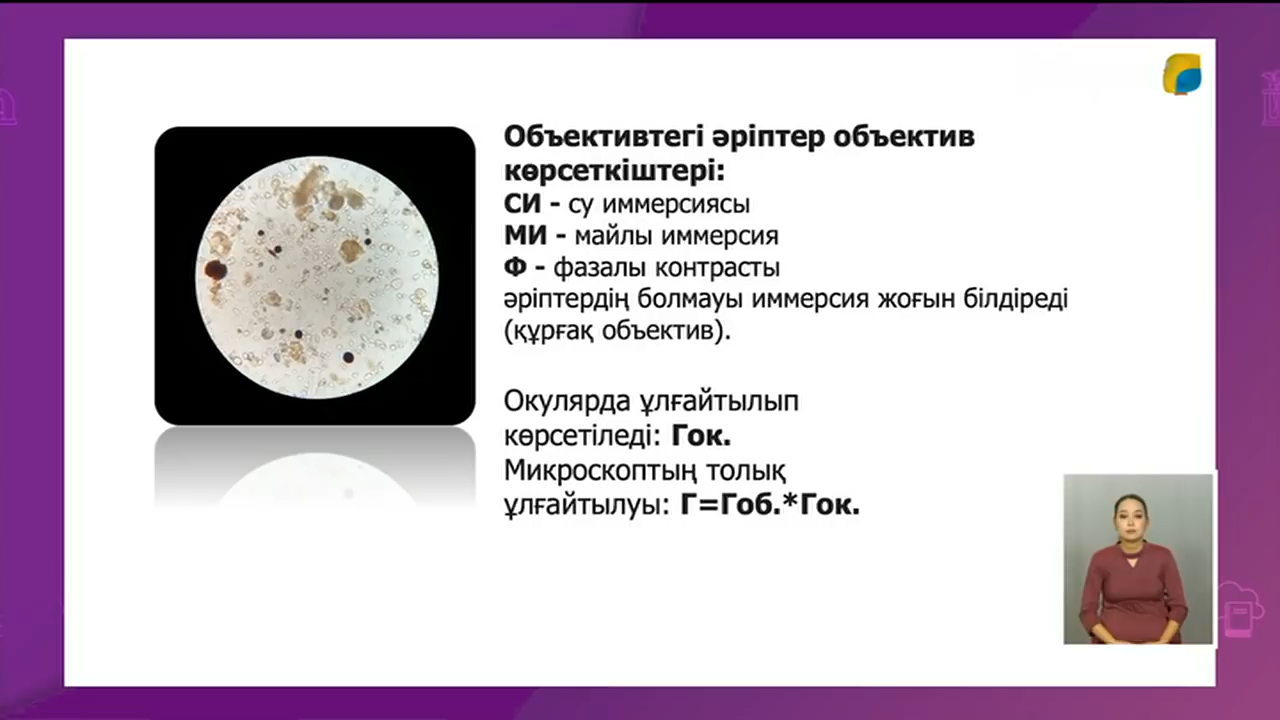 Объективтегі әріптер объектив
көрсеткіштері:
СИ - су иммерсиясы
МИ - майлы иммерсия
Ф - фазалы контрасты
әріптердің болмауы иммерсия жоғын білдіреді
(құрғақ объектив).
Окулярда ұлғайтылып
көрсетіледі: Гок.
Микроскоптың толық
ұлғайтылуы: Г=Гоб.*Гок.